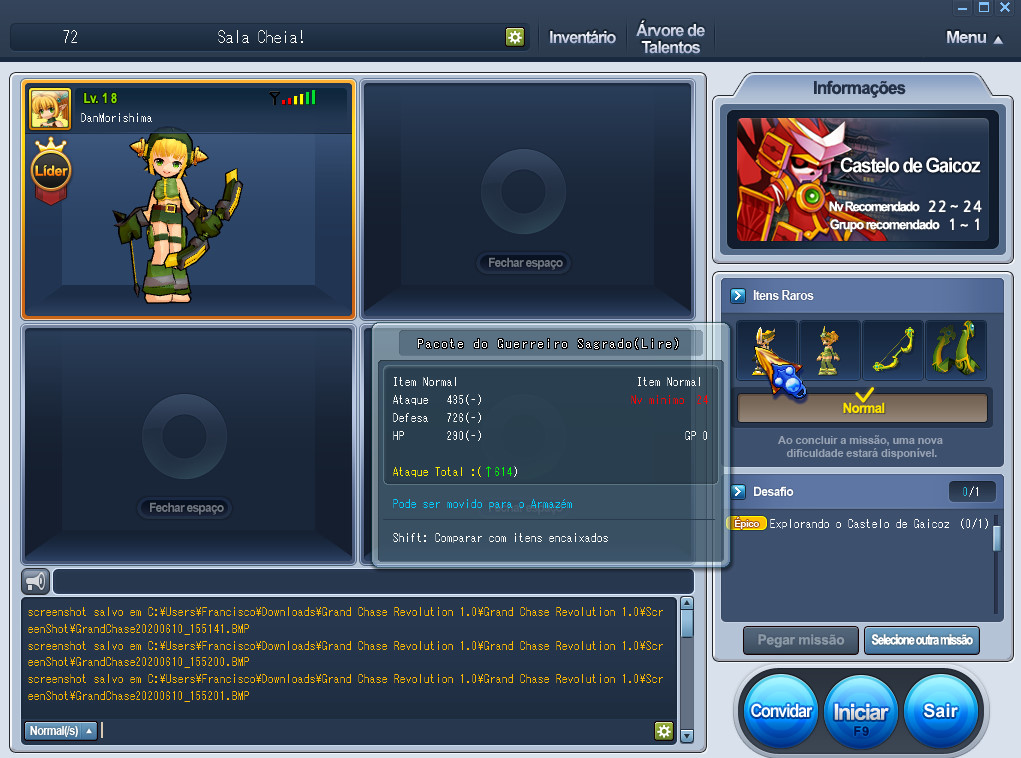 72 Sala Cheia!
Inventário
Árvore de
Talentos
Menu
Lv.18
DanMorishima
Líder
Fechar espaço
Fechar espaço
Informações
Castelo de Gaicoz
Nv Recomendado 22 ~ 24
Grupo recomendado 1 ~ 1
Itens Raros
Normal
Ao concluir a missão, uma nova
dificuldade estará disponível.
Desafio 0/1
Épico Explorando o Castelo de Gaicoz (0/1)
Pegar missão
Selecione outra missão
Pacote do Guerreiro Sagrado(Lire)
Item Normal Item Normal
Ataque 435(-) Nv mínimo 24
Defesa 726(-)
HP 290(-) GP 0
Ataque Total :(↑614)
Pode ser movido para o Armazém
Shift: Comparar com itens encaixados
screenshot salvo em C:¥Users¥Francisco¥Downloads¥Grand Chase Revolution 1.0¥Grand Chase Revolution 1.0¥Scr
eenShot¥GrandChase20200610_155141.BMP
screenshot salvo em C:¥Users¥Francisco¥Downloads¥Grand Chase Revolution 1.0¥Grand Chase Revolution 1.0¥Scr
eenShot¥GrandChase20200610_155200.BMP
screenshot salvo em C:¥Users¥Francisco¥Downloads¥Grand Chase Revolution 1.0¥Grand Chase Revolution 1.0¥Scr
eenShot¥GrandChase20200610_155201.BMP
Normal(/s)
Convidar
Iniciar
F9
Sair